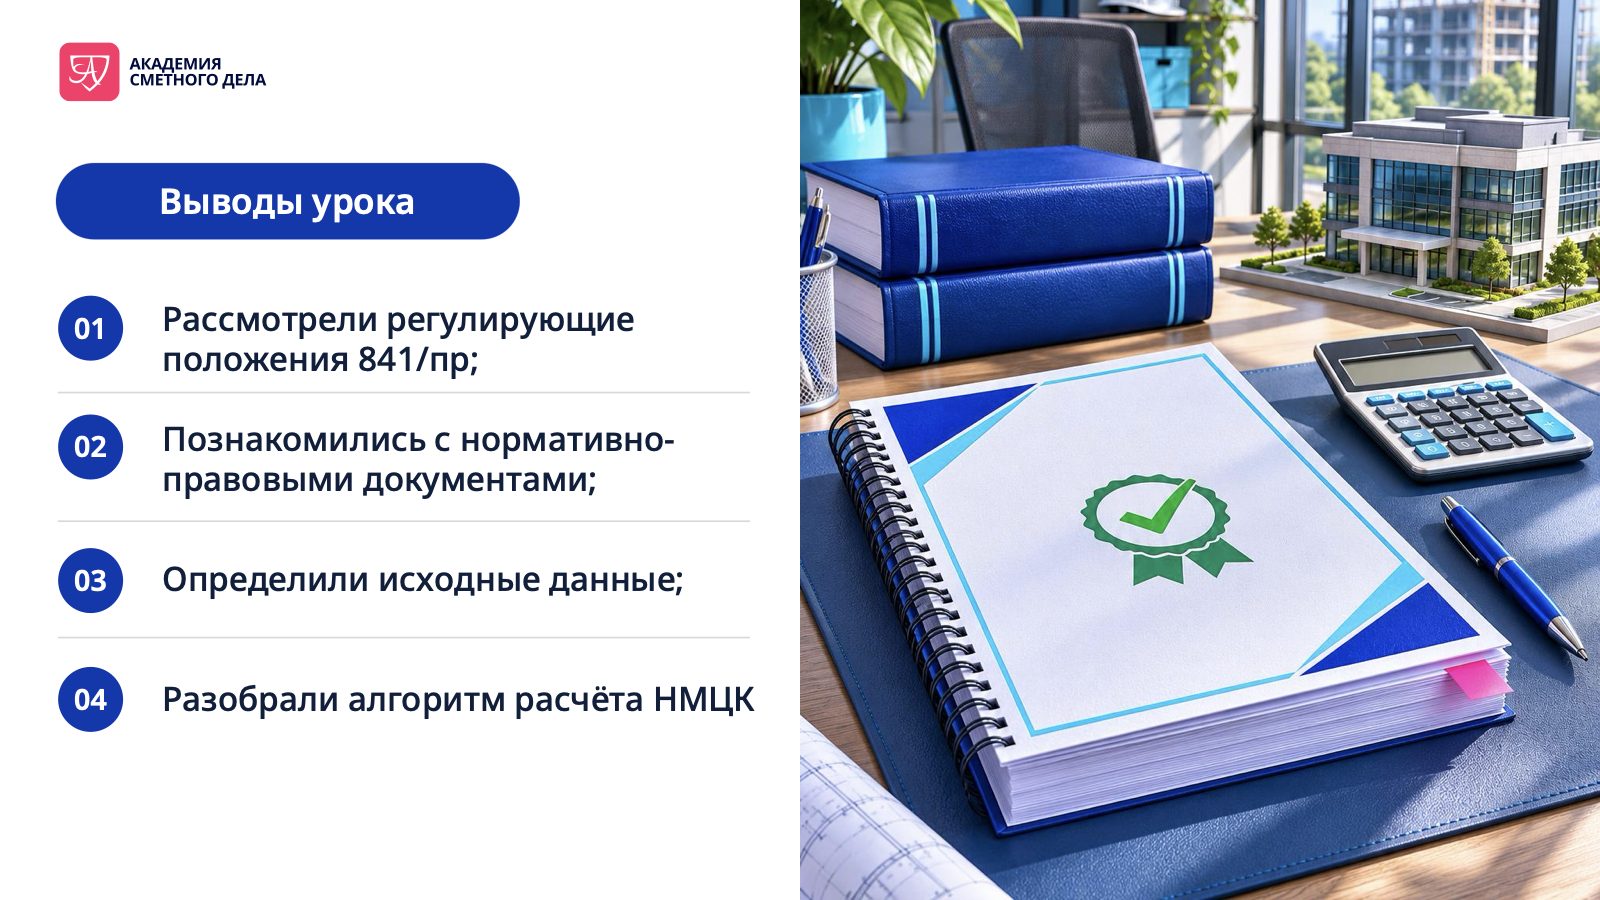 АКАДЕМИЯ
СМЕТНОГО ДЕЛА
Выводы урока
01
Рассмотрели регулирующие
положения 841/пр;
02
Познакомились с нормативно-
правовыми документами;
03
Определили исходные данные;
04
Разобрали алгоритм расчёта НМЦК